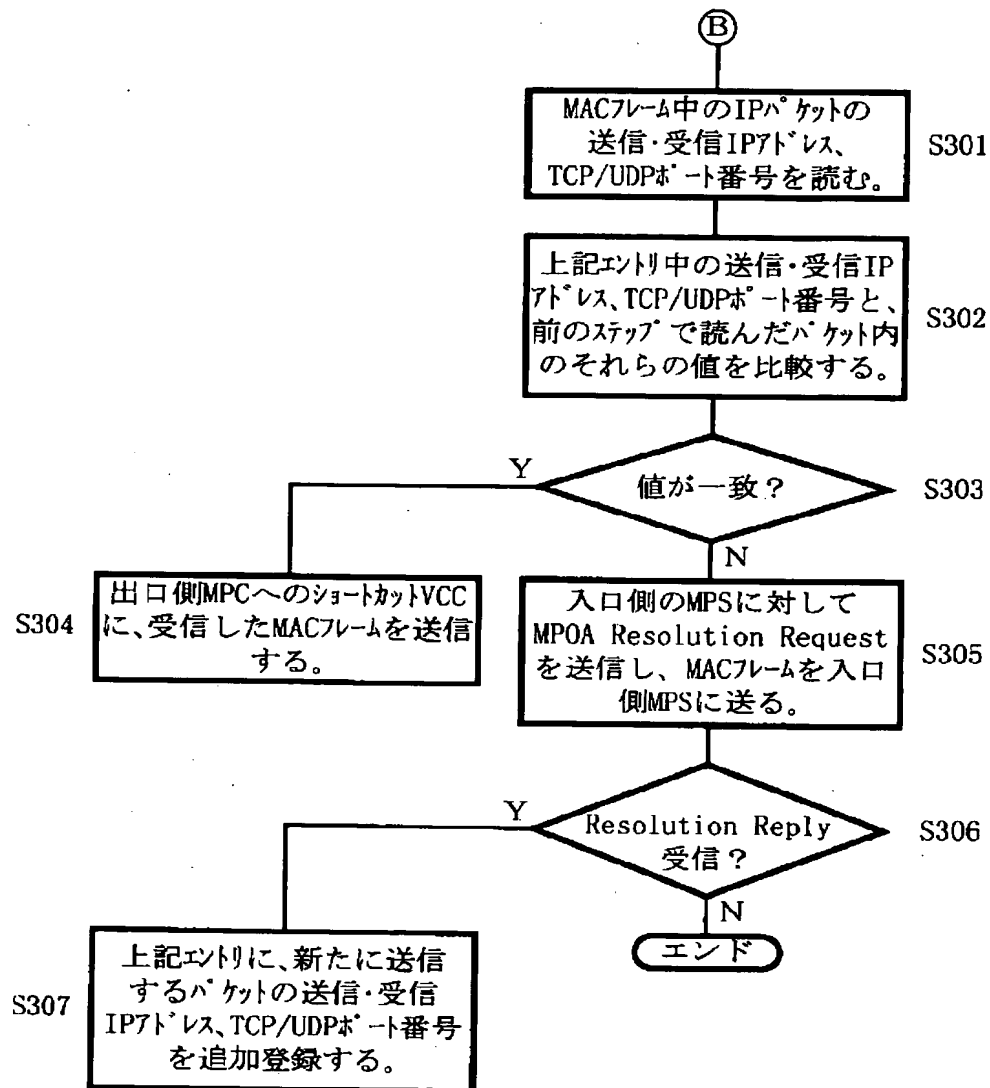 B
MACフレーム中のIPパケットの
送信・受信IPアドレス、
TCP/UDPポート番号を読む。
S301
上記エントリ中の送信・受信IP
アドレス、TCP/UDPポート番号と、
前のステップで読んだパケット内
のそれらの値を比較する。
S302
値が一致？
S303
Y
N
出口側MPCへのショートカットVCC
に、受信したMACフレームを送信
する。
S304
入口側のMPSに対して
MPOA Resolution Request
を送信し、MACフレームを入口
側MPSに送る。
S305
Resolution Reply
受信？
S306
Y
N
エンド
上記エントリに、新たに送信
するパケットの送信・受信
IPアドレス、TCP/UDPポート番号
を追加登録する。
S307